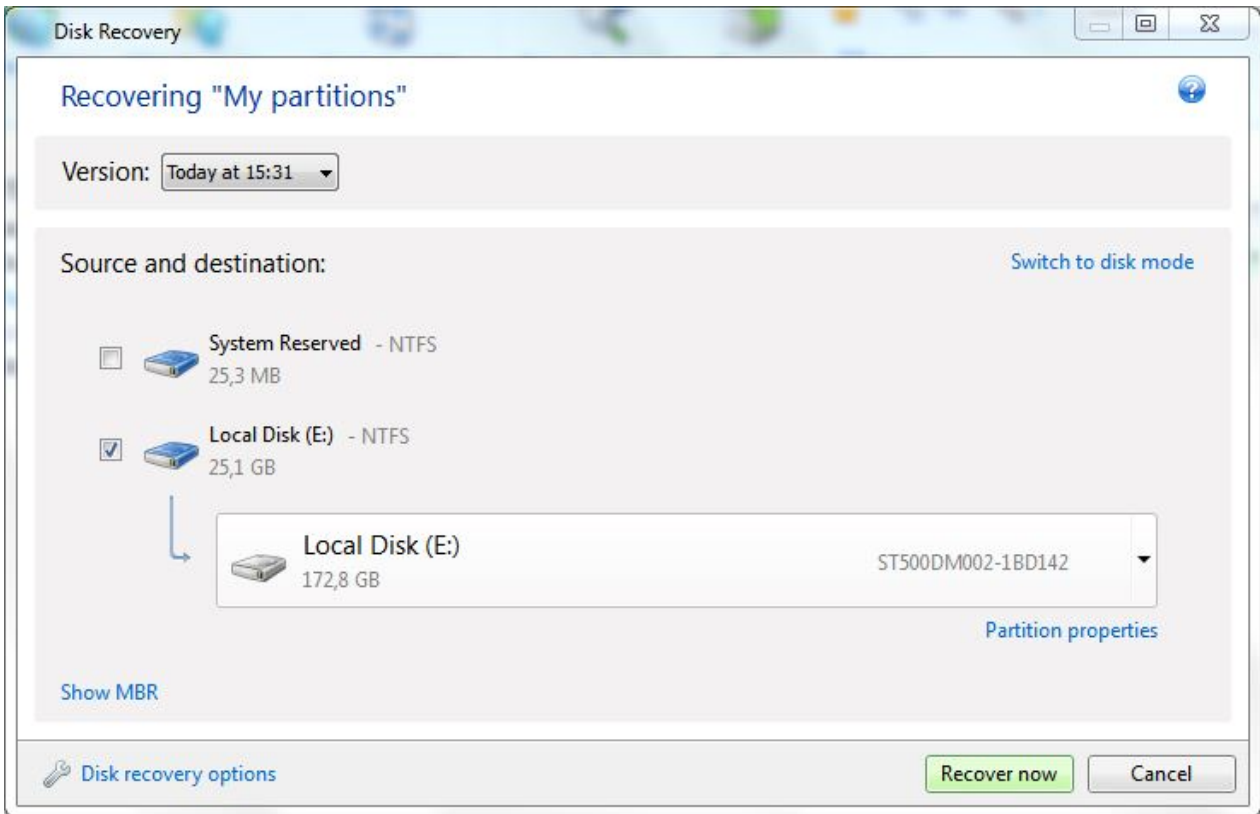 Disk Recovery
Recovering "My partitions"
Version: Today at 15:31
Source and destination:
Switch to disk mode
System Reserved - NTFS
25,3 MB
Local Disk (E:) - NTFS
25,1 GB
Local Disk (E:)
172,8 GB
ST500DM002-1BD142
Partition properties
Show MBR
Disk recovery options
Recover now
Cancel